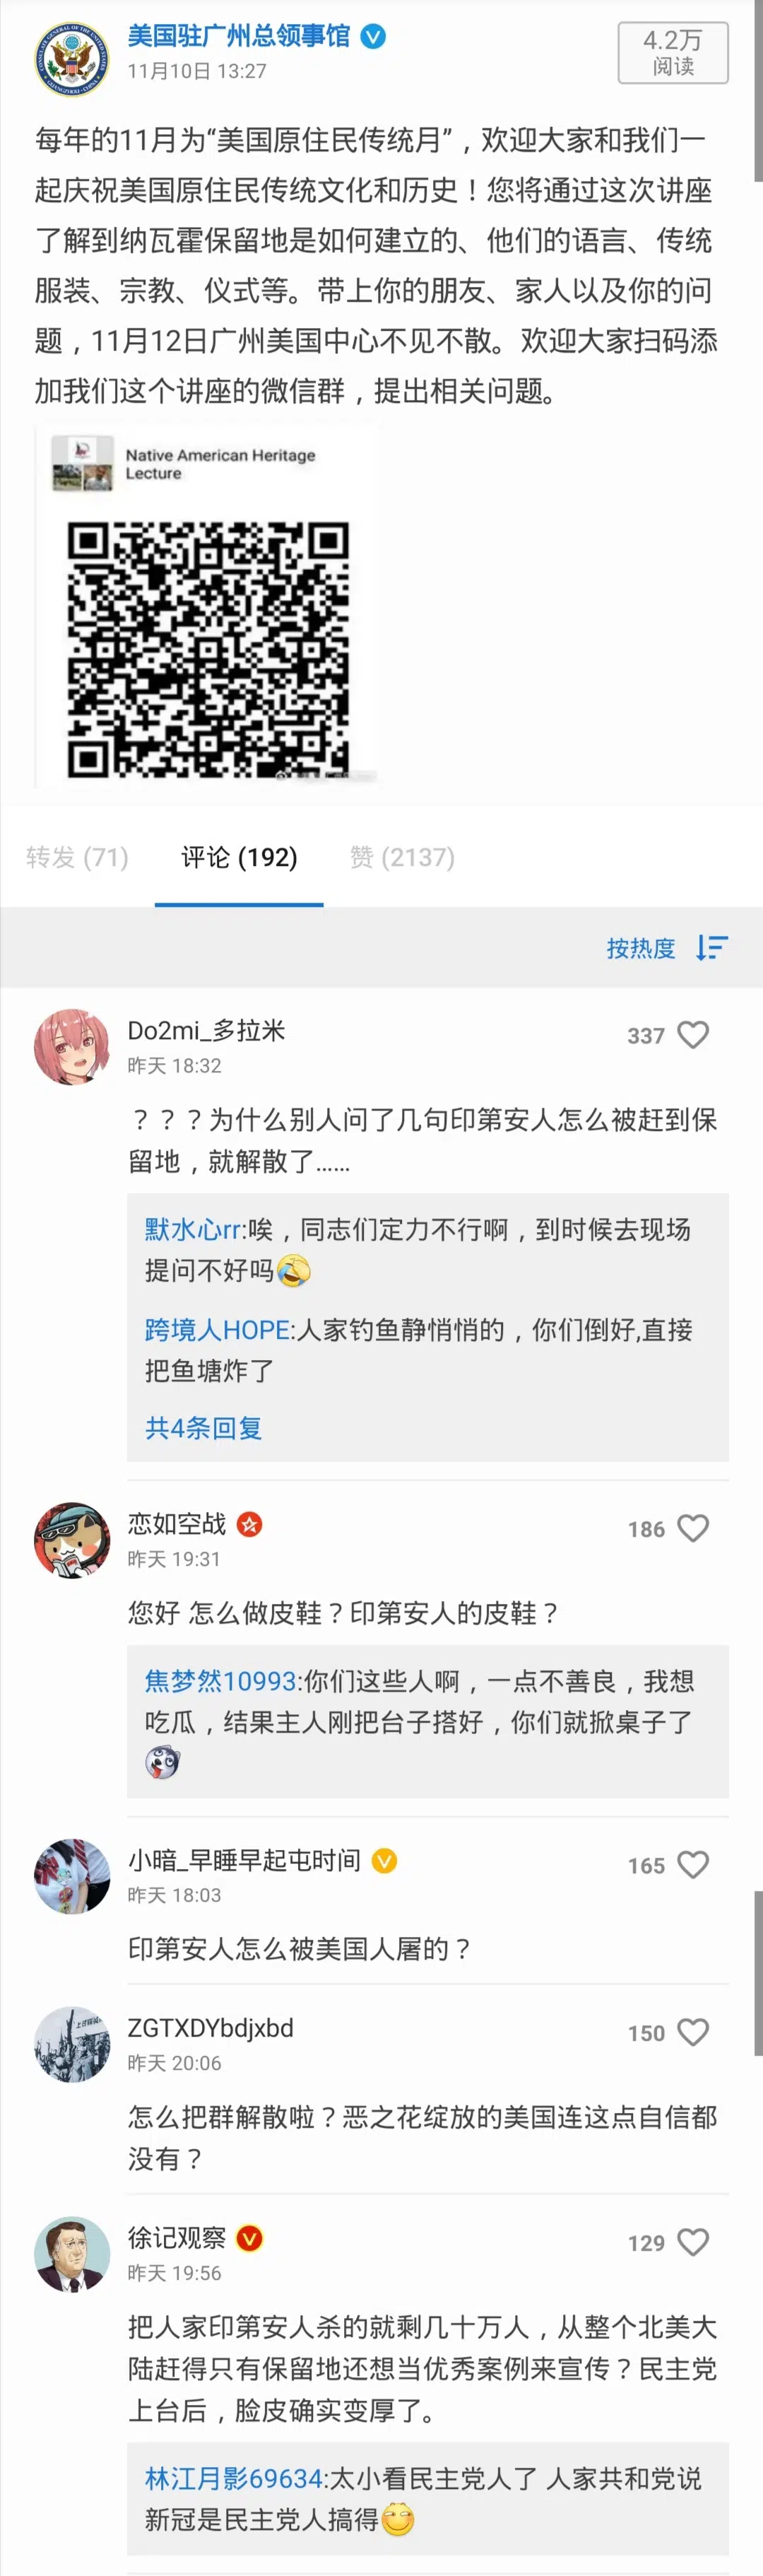 美国驻广州总领事馆
11月10日 13:27
4.2万
阅读
每年的11月为“美国原住民传统月”，欢迎大家和我们一
起庆祝美国原住民传统文化和历史！您将通过这次讲座
了解到纳瓦霍保留地是如何建立的、他们的语言、传统
服装、宗教、仪式等。带上你的朋友、家人以及你的问
题，11月12日广州美国中心不见不散。欢迎大家扫码添
加我们这个讲座的微信群，提出相关问题。
Native American Heritage
Lecture
转发 (71) 评论 (192) 赞 (2137)
按热度
Do2mi_多拉米
337
昨天 18:32
？？？为什么别人问了几句印第安人怎么被赶到保
留地，就解散了......
默水心rr:唉，同志们定力不行啊，到时候去现场
提问不好吗
跨境人HOPE:人家钓鱼静悄悄的，你们倒好,直接
把鱼塘炸了
共4条回复
恋如空战
186
昨天 19:31
您好 怎么做皮鞋？印第安人的皮鞋？
焦梦然10993:你们这些人啊，一点不善良，我想
吃瓜，结果主人刚把台子搭好，你们就掀桌子了
小暗_早睡早起屯时间
165
昨天 18:03
印第安人怎么被美国人屠的？
ZGTXDYbdjxbd
150
昨天 20:06
怎么把群解散啦？恶之花绽放的美国连这点自信都
没有？
徐记观察
129
昨天 19:56
把人家印第安人杀的就剩几十万人，从整个北美大
陆赶得只有保留地还想当优秀案例来宣传？民主党
上台后，脸皮确实变厚了。
林江月影69634:太小看民主党人了 人家共和党说
新冠是民主党人搞得